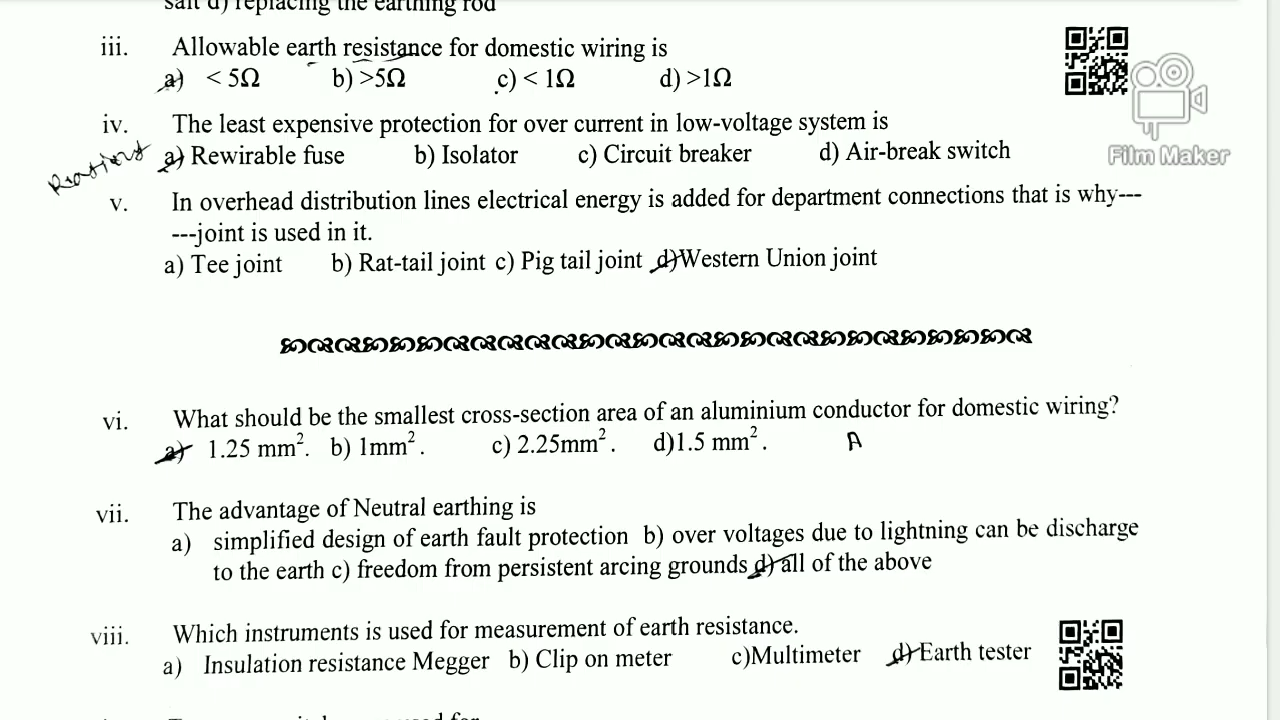 salt d) replacing the earthing rod
iii. Allowable earth resistance for domestic wiring is
a) < 5Ω b) >5Ω c) < 1Ω d) >1Ω
Film Maker
iv. The least expensive protection for over current in low-voltage system is
a) Rewirable fuse b) Isolator c) Circuit breaker d) Air-break switch
v. In overhead distribution lines electrical energy is added for department connections that is why---
---joint is used in it.
a) Tee joint b) Rat-tail joint c) Pig tail joint d)Western Union joint
vi. What should be the smallest cross-section area of an aluminium conductor for domestic wiring?
a) 1.25 mm². b) 1mm². c) 2.25mm². d)1.5 mm². A
vii. The advantage of Neutral earthing is
a) simplified design of earth fault protection b) over voltages due to lightning can be discharge
to the earth c) freedom from persistent arcing grounds d) all of the above
viii. Which instruments is used for measurement of earth resistance.
a) Insulation resistance Megger b) Clip on meter c)Multimeter d) Earth tester